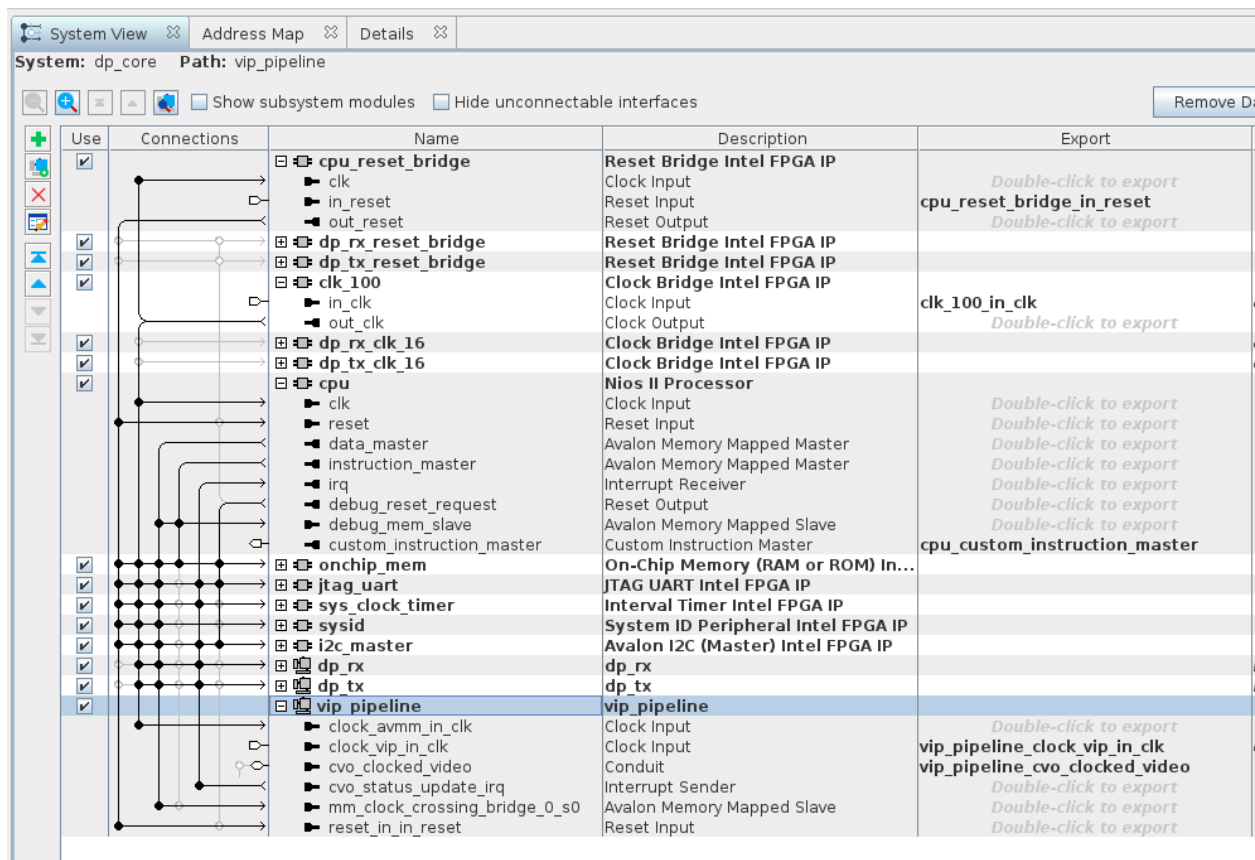 System View Address Map Details
System: dp_core Path: vip_pipeline
Show subsystem modules Hide unconnectable interfaces Remove
Use Connections Name Description Export
cpu_reset_bridge Reset Bridge Intel FPGA IP
clk Clock Input Double-click to export
in_reset Reset Input cpu_reset_bridge_in_reset
out_reset Reset Output Double-click to export
dp_rx_reset_bridge Reset Bridge Intel FPGA IP
dp_tx_reset_bridge Reset Bridge Intel FPGA IP
clk_100 Clock Bridge Intel FPGA IP
in_clk Clock Input clk_100_in_clk
out_clk Clock Output Double-click to export
dp_rx_clk_16 Clock Bridge Intel FPGA IP
dp_tx_clk_16 Clock Bridge Intel FPGA IP
cpu Nios II Processor
clk Clock Input Double-click to export
reset Reset Input Double-click to export
data_master Avalon Memory Mapped Master Double-click to export
instruction_master Avalon Memory Mapped Master Double-click to export
irq Interrupt Receiver Double-click to export
debug_reset_request Reset Output Double-click to export
debug_mem_slave Avalon Memory Mapped Slave Double-click to export
custom_instruction_master Custom Instruction Master cpu_custom_instruction_master
onchip_mem On-Chip Memory (RAM or ROM) In...
jtag_uart JTAG UART Intel FPGA IP
sys_clock_timer Interval Timer Intel FPGA IP
sysid System ID Peripheral Intel FPGA IP
i2c_master Avalon I2C (Master) Intel FPGA IP
dp_rx dp_rx
dp_tx dp_tx
vip_pipeline vip_pipeline
clock_avmm_in_clk Clock Input Double-click to export
clock_vip_in_clk Clock Input vip_pipeline_clock_vip_in_clk
cvo_clocked_video Conduit vip_pipeline_cvo_clocked_video
cvo_status_update_irq Interrupt Sender Double-click to export
mm_clock_crossing_bridge_0_s0 Avalon Memory Mapped Slave Double-click to export
reset_in_in_reset Reset Input Double-click to export